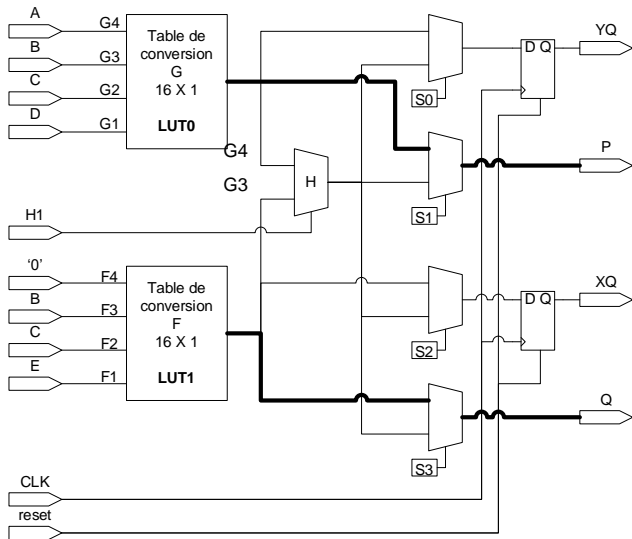 A
B
C
D
G4
G3
G2
G1
Table de
conversion
G
16 X 1
LUT0
G4
G3
H
H1
S0
S1
D Q
YQ
P
'0'
B
C
E
F4
F3
F2
F1
Table de
conversion
F
16 X 1
LUT1
S2
S3
D Q
XQ
Q
CLK
reset